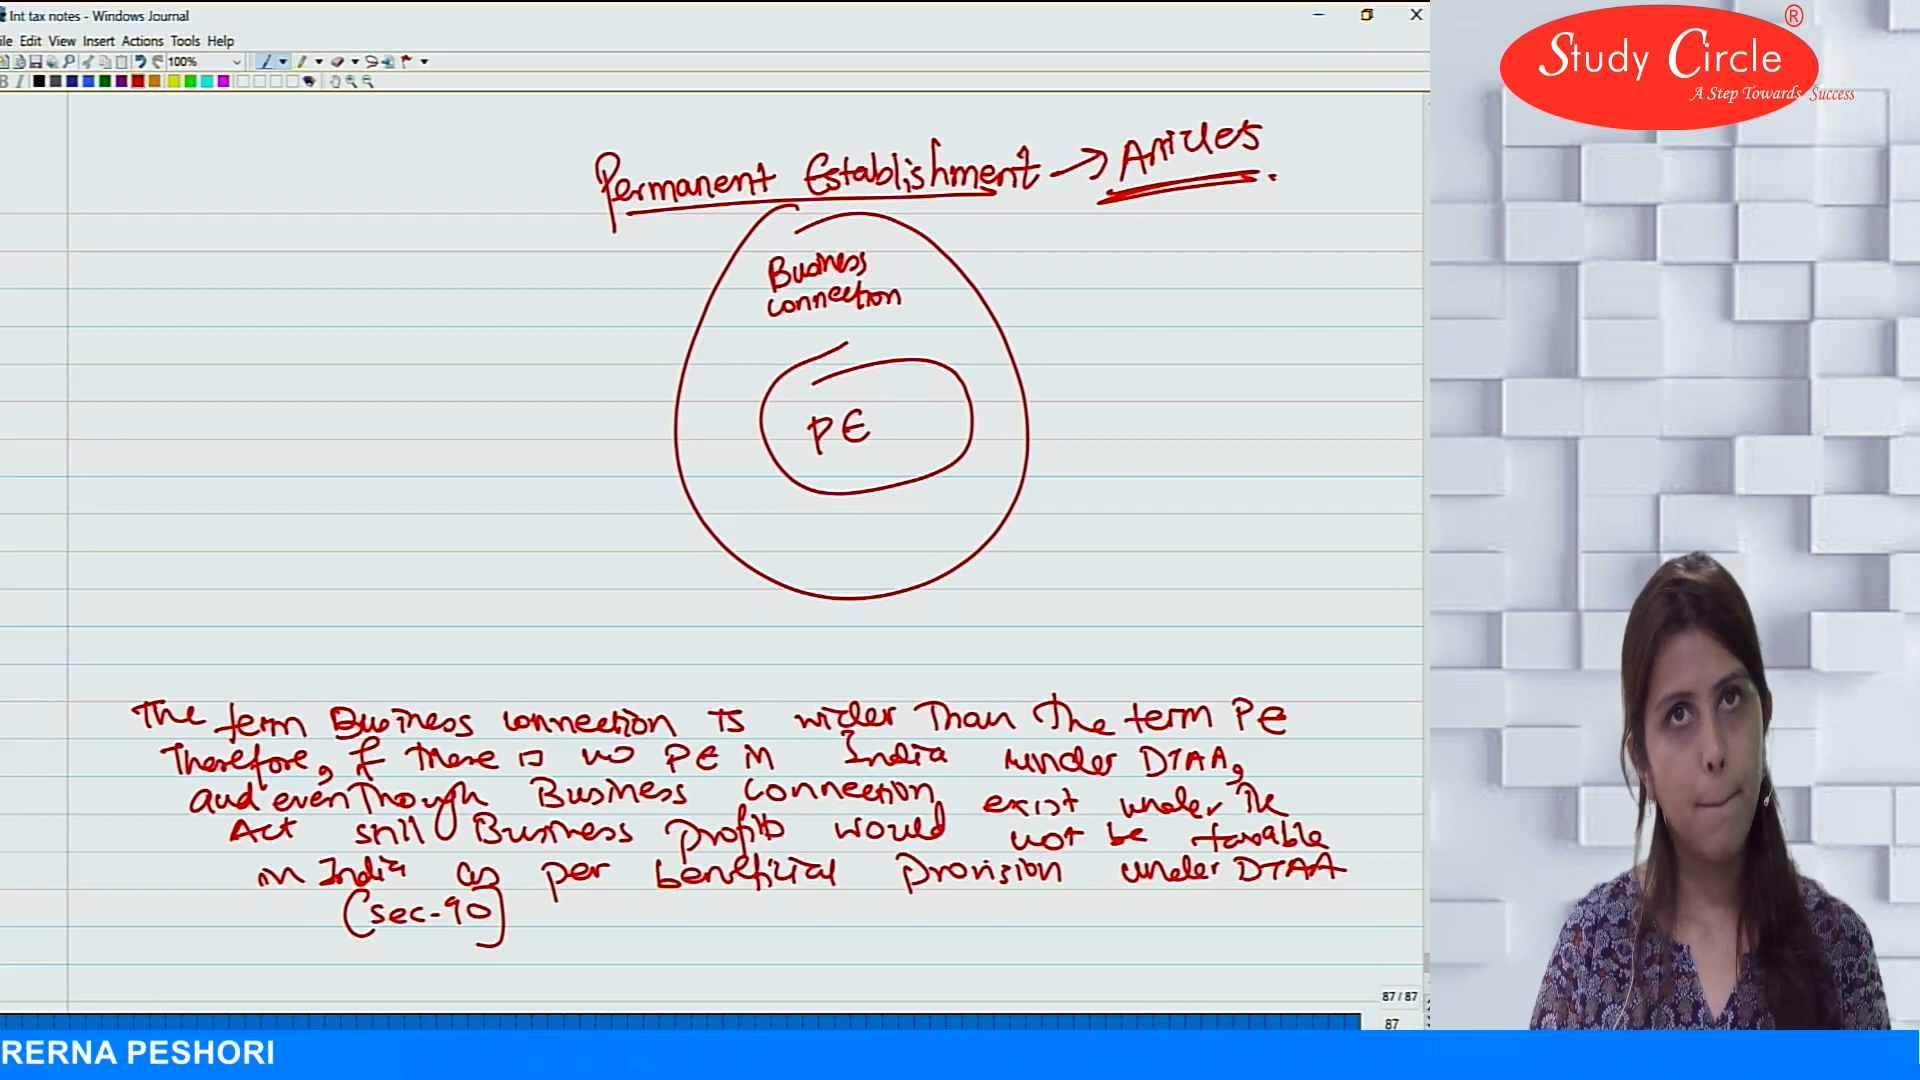 Int tax notes - Windows Journal
ile Edit View Insert Actions Tools Help
100%
B I
Study Circle ®
A Step Towards Success
Permanent Establishment → Articles
Business
connection
PE
The term Business connection is wider than the term PE
Therefore, if there is no PE in India under DTAA,
and even though Business connection exist under the
Act still Business profits would not be taxable
in India as per beneficial provision under DTAA
(sec-90)
87 / 87
87
RERNA PESHORI